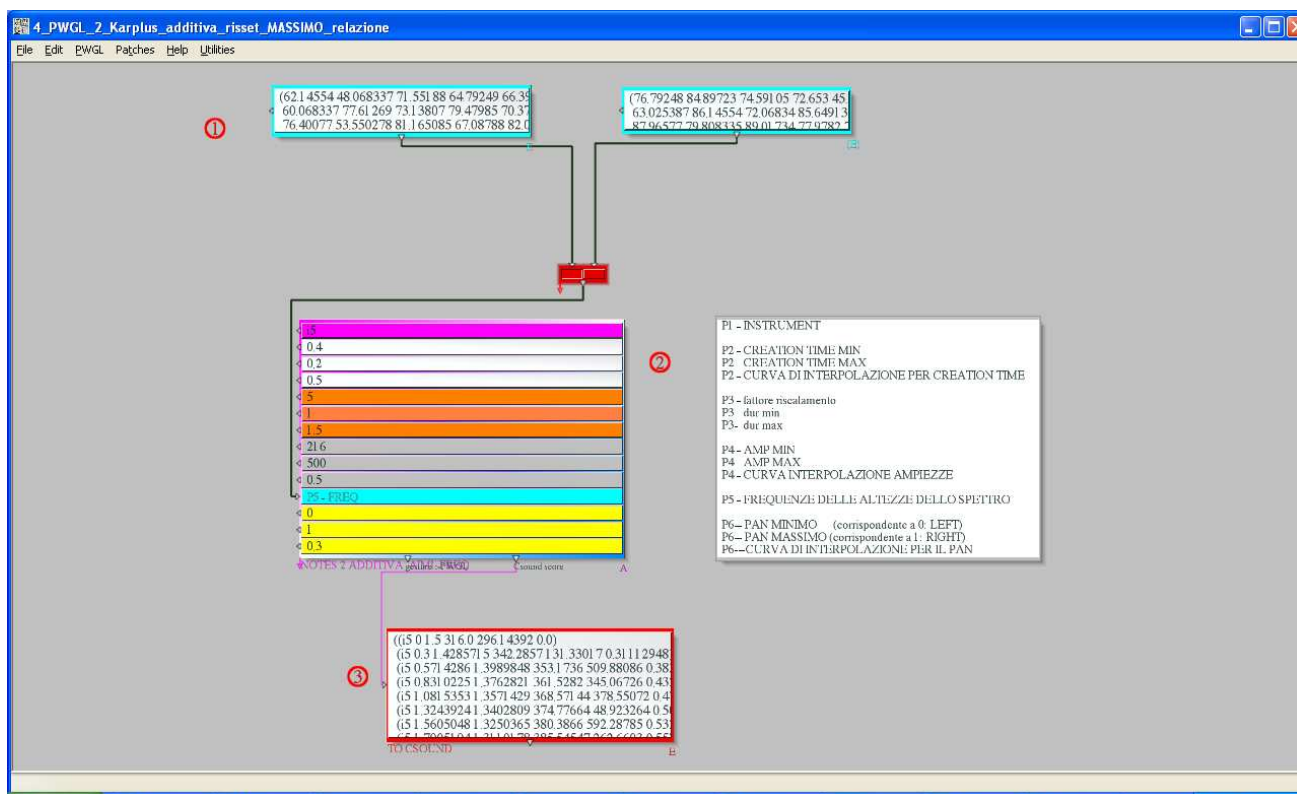 4_PWGL_2_Karplus_additiva_risset_MASSIMO_relazione
File Edit PWGL Patches Help Utilities
(62.14554 48.068337 71.55188 64.79249 66.39
60.068337 77.61269 73.13807 79.47985 70.37
76.40077 53.550278 81.165085 67.08788 82.0
(76.79248 84.89723 74.59105 72.653 45.
63.025387 86.14554 72.06834 85.64913
87.96577 79.808335 89.01734 77.9782
1
2
i5
0.4
0.2
0.5
5
1
1.5
216
500
0.5
P5 - FREQ
0
1
0.3
NOTES 2 ADDITIVA
Csound score
A
P1 - INSTRUMENT
P2 - CREATION TIME MIN
P2 CREATION TIME MAX
P2 - CURVA DI INTERPOLAZIONE PER CREATION TIME
P3 - fattore riscalamento
P3 dur min
P3- dur max
P4- AMP MIN
P4 AMP MAX
P4 - CURVA INTERPOLAZIONE AMPIEZZE
P5 - FREQUENZE DELLE ALTEZZE DELLO SPETTRO
P6-- PAN MINIMO (corrispondente a 0: LEFT)
P6-- PAN MASSIMO (corrispondente a 1: RIGHT)
P6---CURVA DI INTERPOLAZIONE PER IL PAN
3
((i5 0 1.5 316.0 296.14392 0.0)
(i5 0.3 1.4285715 342.2857 131.33017 0.31112948
(i5 0.5714286 1.3989848 353.1736 509.88086 0.382
(i5 0.8310225 1.3762821 361.5282 345.06726 0.43
(i5 1.0815353 1.3571429 368.57144 378.55072 0.4
(i5 1.3243924 1.3402809 374.77664 48.923264 0.50
(i5 1.5605048 1.3250365 380.3866 592.28785 0.53
TO CSOUND
B